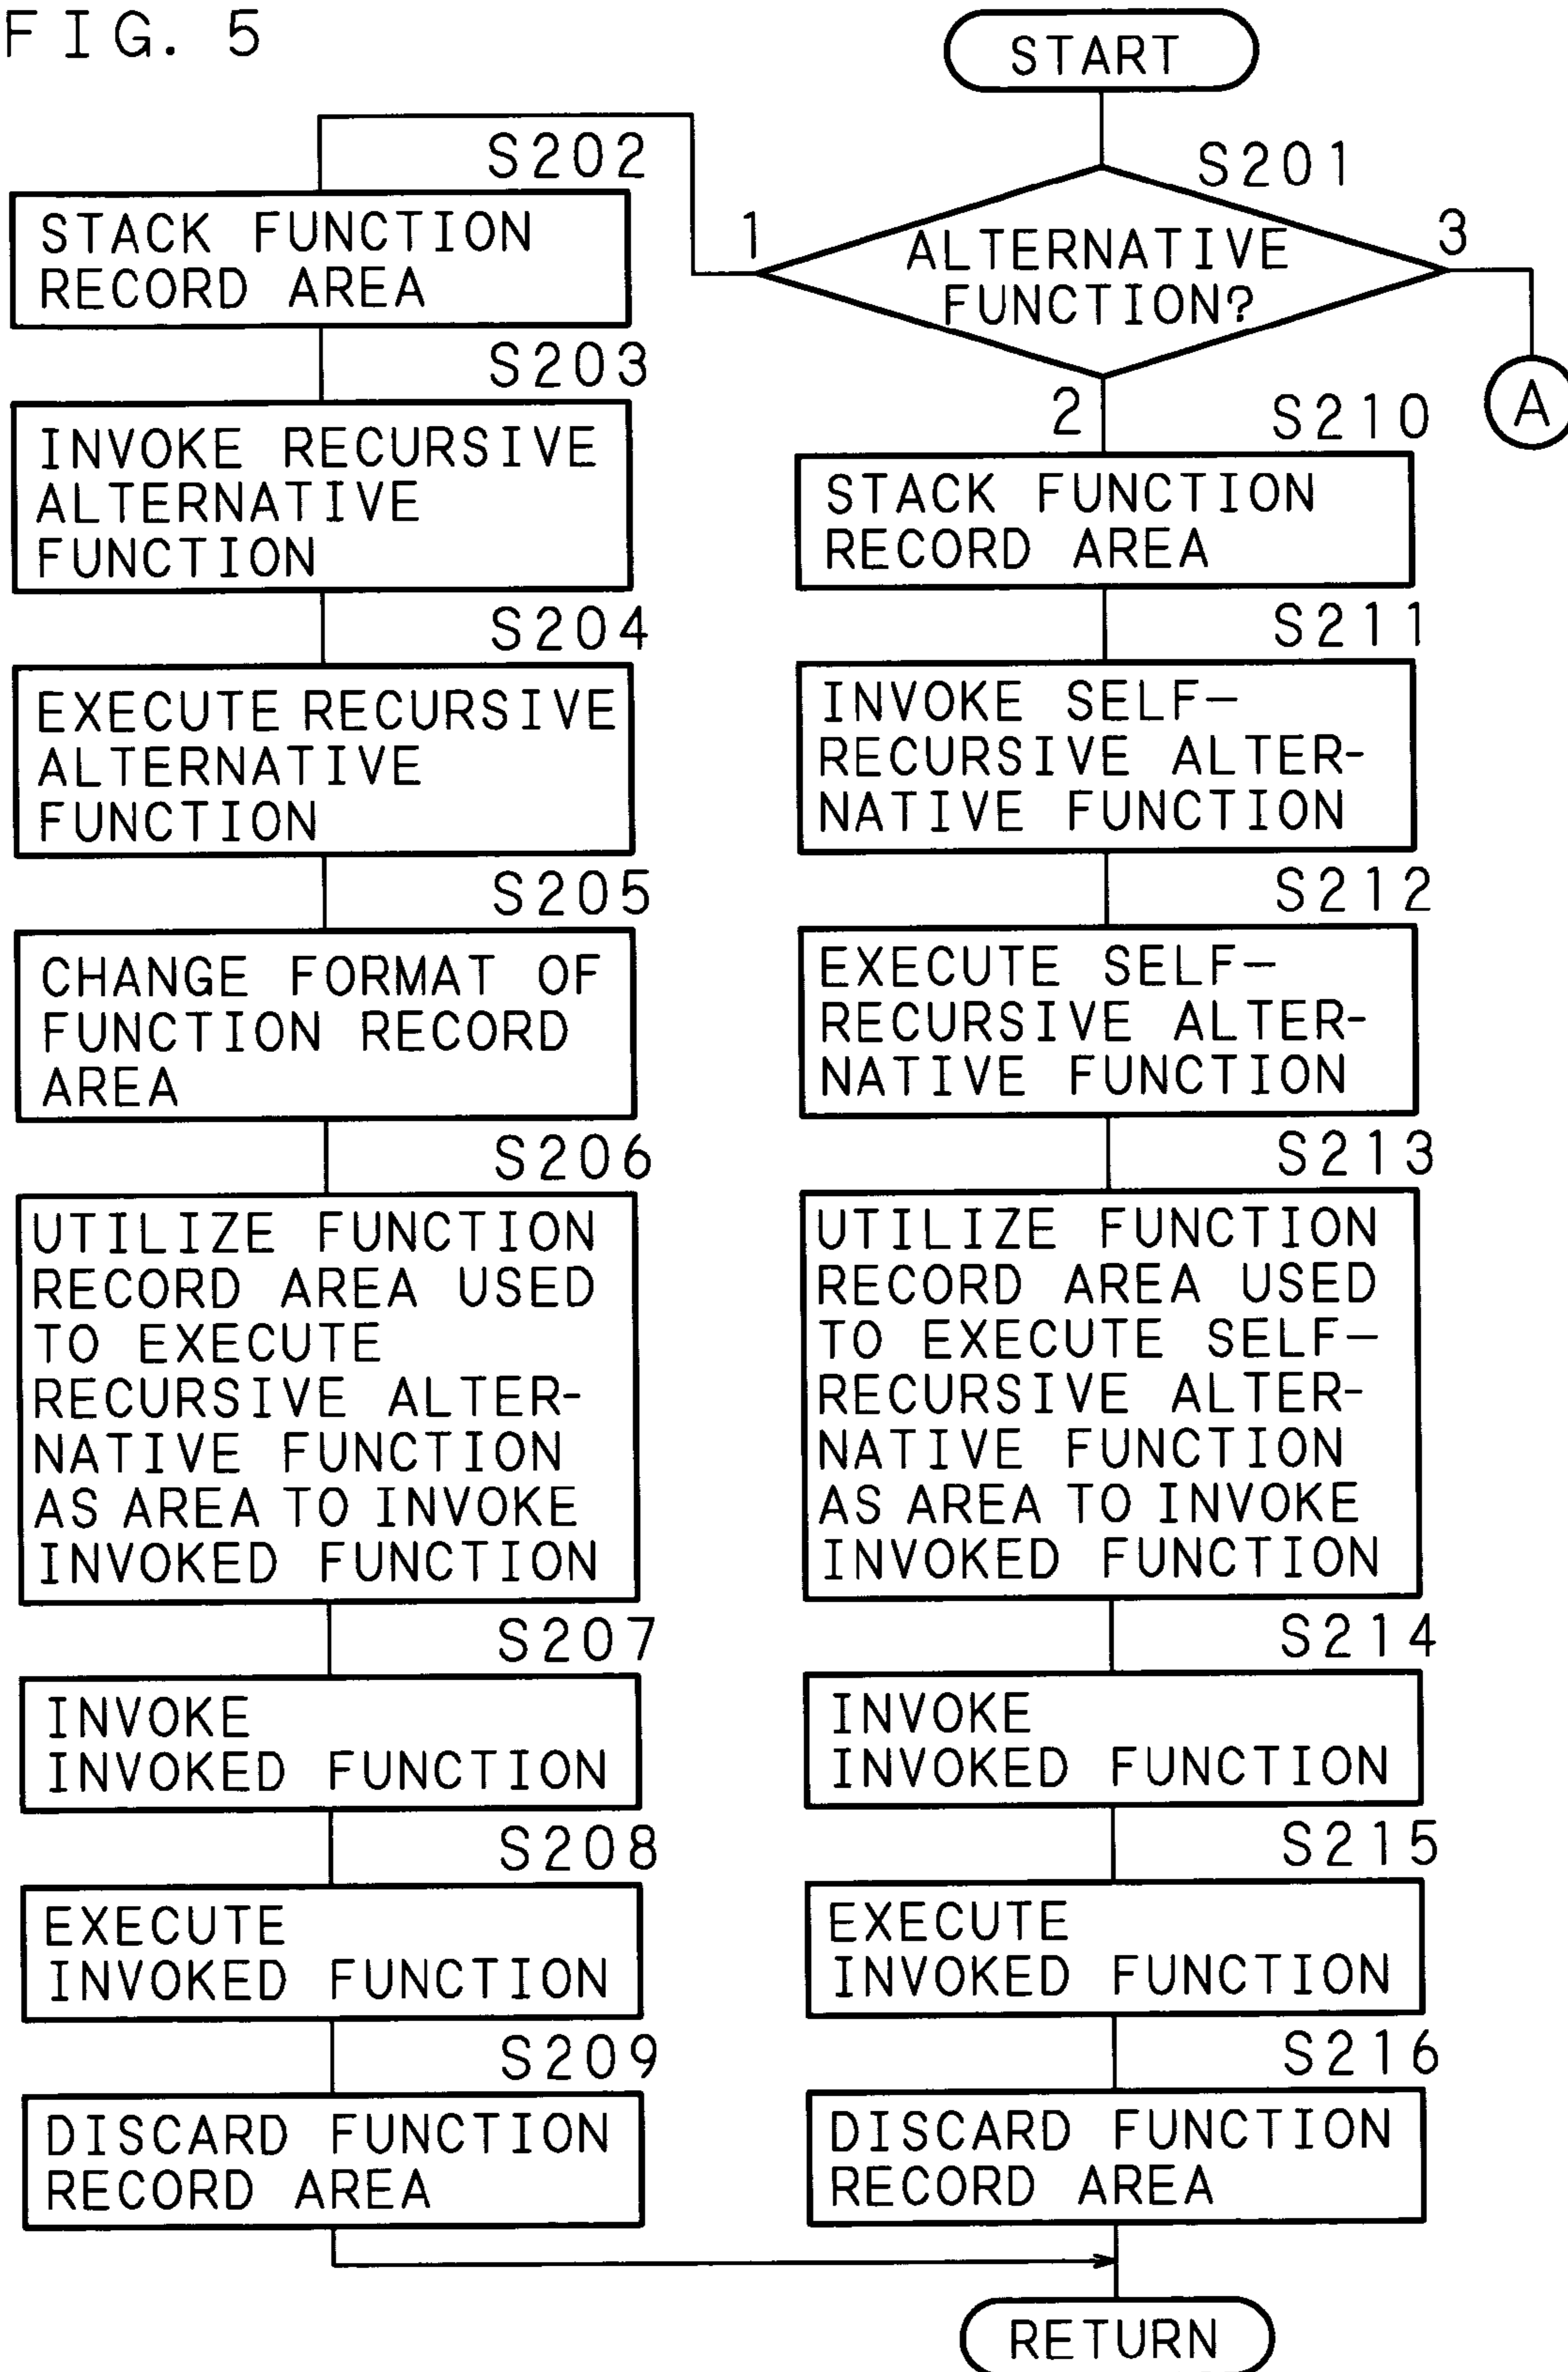 FIG. 5
START
S201
ALTERNATIVE
FUNCTION?
1
2
3
A
S202
STACK FUNCTION
RECORD AREA
S203
INVOKE RECURSIVE
ALTERNATIVE
FUNCTION
S204
EXECUTE RECURSIVE
ALTERNATIVE
FUNCTION
S205
CHANGE FORMAT OF
FUNCTION RECORD
AREA
S206
UTILIZE FUNCTION
RECORD AREA USED
TO EXECUTE
RECURSIVE ALTER-
NATIVE FUNCTION
AS AREA TO INVOKE
INVOKED FUNCTION
S207
INVOKE
INVOKED FUNCTION
S208
EXECUTE
INVOKED FUNCTION
S209
DISCARD FUNCTION
RECORD AREA
S210
STACK FUNCTION
RECORD AREA
S211
INVOKE SELF-
RECURSIVE ALTER-
NATIVE FUNCTION
S212
EXECUTE SELF-
RECURSIVE ALTER-
NATIVE FUNCTION
S213
UTILIZE FUNCTION
RECORD AREA USED
TO EXECUTE SELF-
RECURSIVE ALTER-
NATIVE FUNCTION
AS AREA TO INVOKE
INVOKED FUNCTION
S214
INVOKE
INVOKED FUNCTION
S215
EXECUTE
INVOKED FUNCTION
S216
DISCARD FUNCTION
RECORD AREA
RETURN